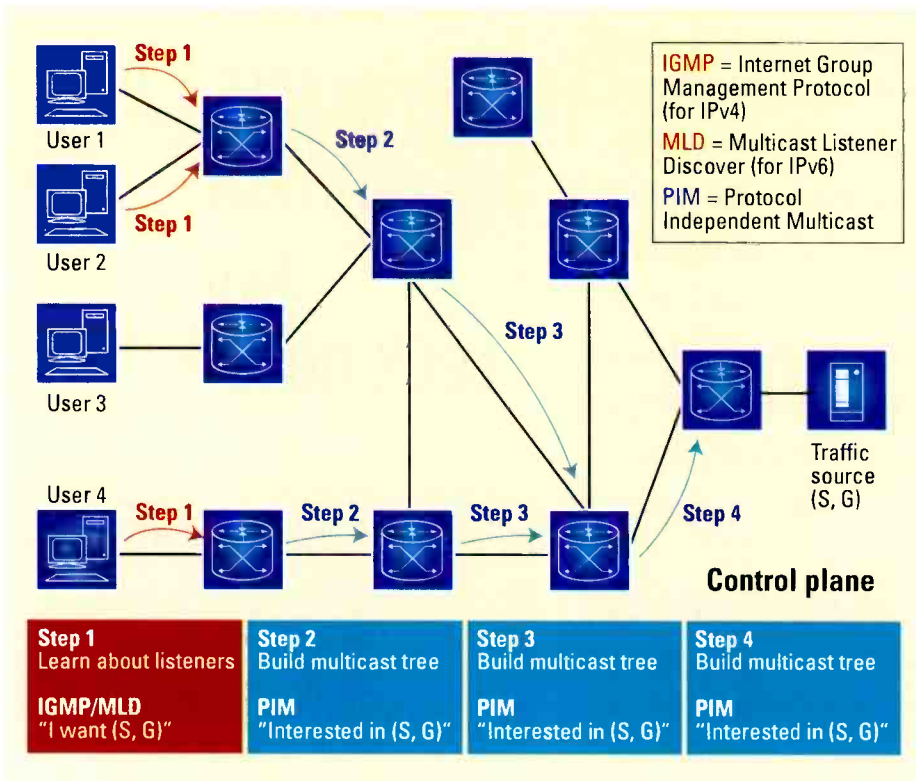 Step 1
User 1
Step 2
Step 1
User 2
User 3
Step 3
User 4
Step 1
Step 2
Step 3
Step 4
IGMP = Internet Group
Management Protocol
(for IPv4)
MLD = Multicast Listener
Discover (for IPv6)
PIM = Protocol
Independent Multicast
Traffic
source
(S, G)
Control plane
Step 1
Learn about listeners
IGMP/MLD
"I want (S, G)"
Step 2
Build multicast tree
PIM
"Interested in (S, G)"
Step 3
Build multicast tree
PIM
"Interested in (S, G)"
Step 4
Build multicast tree
PIM
"Interested in (S, G)"